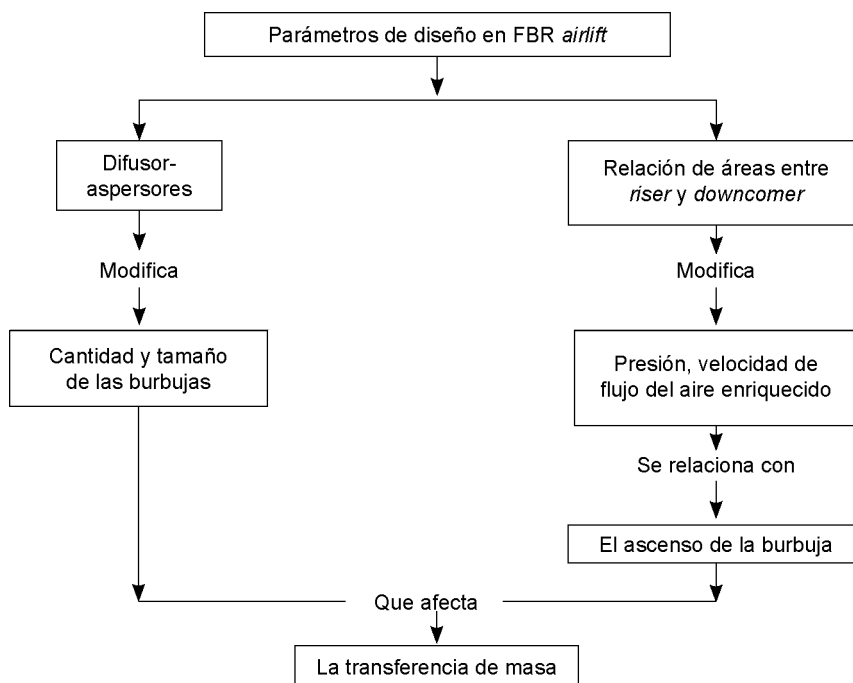 Parámetros de diseño en FBR airlift
Difusor-
aspersores
Relación de áreas entre
riser y downcomer
Modifica
Modifica
Cantidad y tamaño
de las burbujas
Presión, velocidad de
flujo del aire enriquecido
Se relaciona con
El ascenso de la burbuja
Que afecta
La transferencia de masa